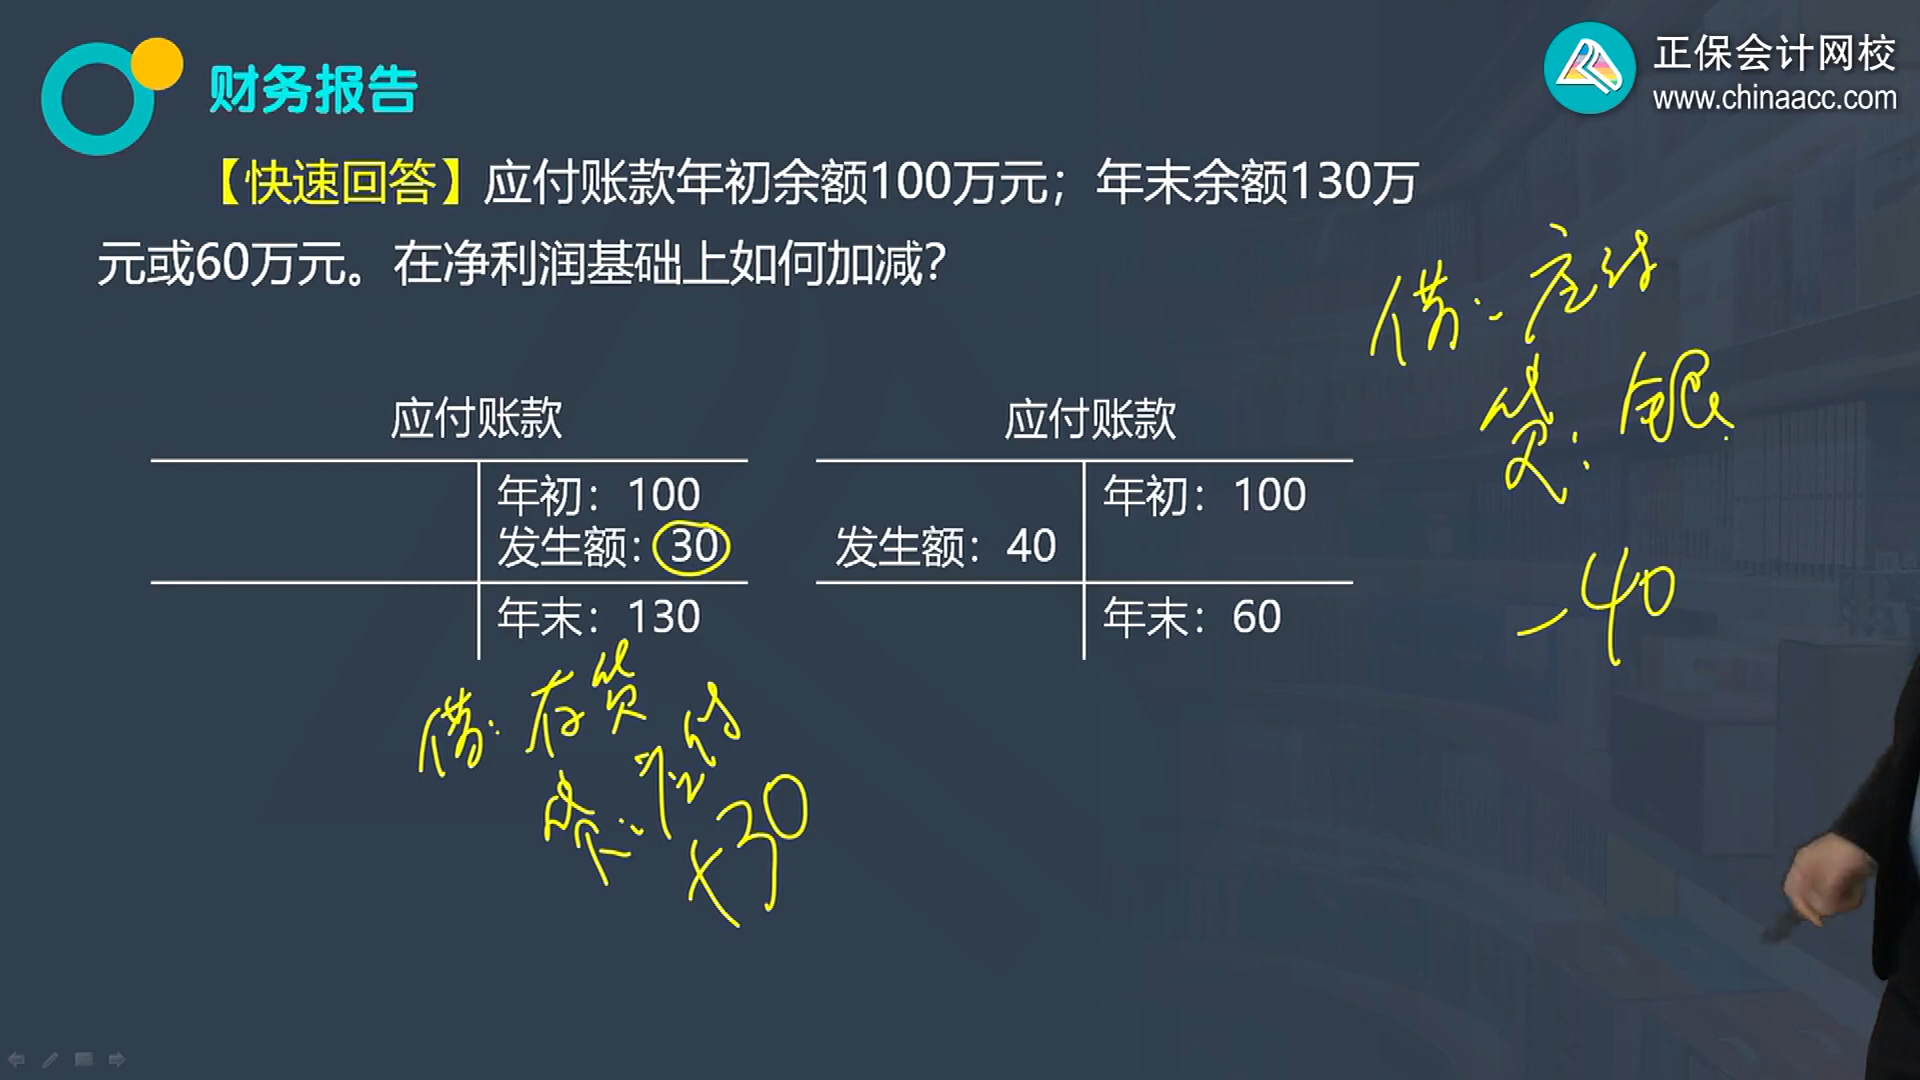 财务报告
正保会计网校
www.chinaacc.com
【快速回答】应付账款年初余额100万元；年末余额130万
元或60万元。在净利润基础上如何加减？
应付账款
年初：100
发生额：30
年末：130
应付账款
年初：100
发生额：40
年末：60
借：应付
贷：银
-40
借：存货
贷：应付
+30